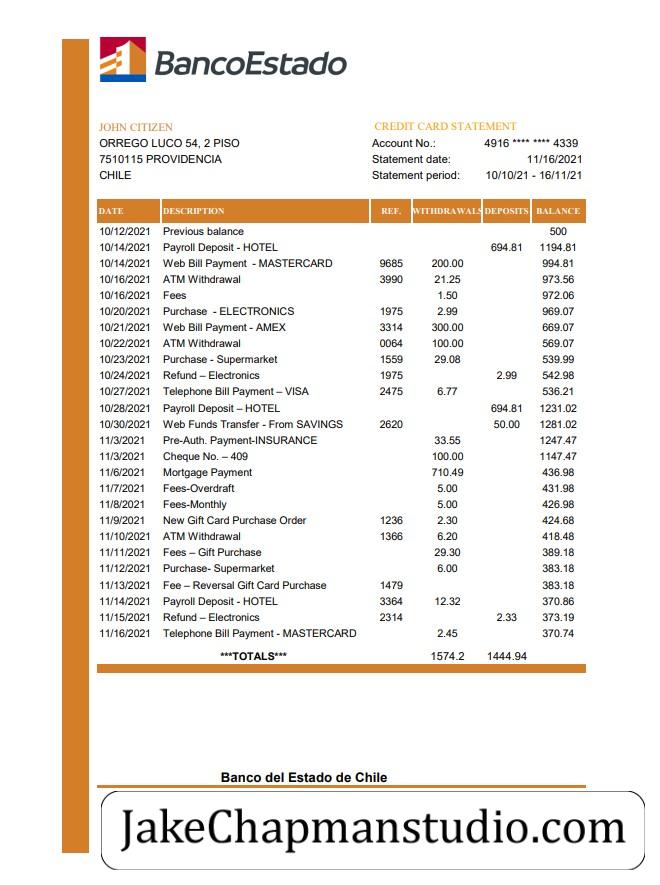 BancoEstado
JOHN CITIZEN
ORREGO LUCO 54, 2 PISO
7510115 PROVIDENCIA
CHILE
CREDIT CARD STATEMENT
Account No.: 4916 **** **** 4339
Statement date: 11/16/2021
Statement period: 10/10/21 - 16/11/21
DATE DESCRIPTION REF. WITHDRAWALS DEPOSITS BALANCE
10/12/2021 Previous balance 500
10/14/2021 Payroll Deposit - HOTEL 694.81 1194.81
10/14/2021 Web Bill Payment - MASTERCARD 9685 200.00 994.81
10/16/2021 ATM Withdrawal 3990 21.25 973.56
10/16/2021 Fees 1.50 972.06
10/20/2021 Purchase - ELECTRONICS 1975 2.99 969.07
10/21/2021 Web Bill Payment - AMEX 3314 300.00 669.07
10/22/2021 ATM Withdrawal 0064 100.00 569.07
10/23/2021 Purchase - Supermarket 1559 29.08 539.99
10/24/2021 Refund – Electronics 1975 2.99 542.98
10/27/2021 Telephone Bill Payment – VISA 2475 6.77 536.21
10/28/2021 Payroll Deposit – HOTEL 694.81 1231.02
10/30/2021 Web Funds Transfer - From SAVINGS 2620 50.00 1281.02
11/3/2021 Pre-Auth. Payment-INSURANCE 33.55 1247.47
11/3/2021 Cheque No. – 409 100.00 1147.47
11/6/2021 Mortgage Payment 710.49 436.98
11/7/2021 Fees-Overdraft 5.00 431.98
11/8/2021 Fees-Monthly 5.00 426.98
11/9/2021 New Gift Card Purchase Order 1236 2.30 424.68
11/10/2021 ATM Withdrawal 1366 6.20 418.48
11/11/2021 Fees – Gift Purchase 29.30 389.18
11/12/2021 Purchase- Supermarket 6.00 383.18
11/13/2021 Fee – Reversal Gift Card Purchase 1479 383.18
11/14/2021 Payroll Deposit - HOTEL 3364 12.32 370.86
11/15/2021 Refund – Electronics 2314 2.33 373.19
11/16/2021 Telephone Bill Payment - MASTERCARD 2.45 370.74
***TOTALS*** 1574.2 1444.94
Banco del Estado de Chile
JakeChapmanstudio.com